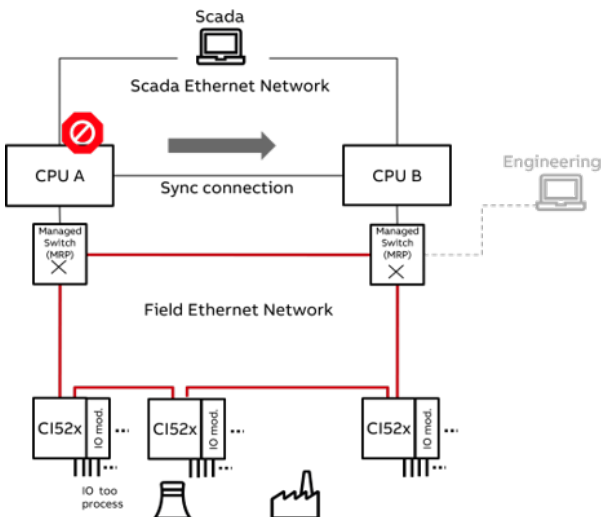 Scada
Scada Ethernet Network
CPU A
Sync connection
CPU B
Engineering
Managed
Switch
(MRP)
Managed
Switch
(MRP)
Field Ethernet Network
CI52x
IO mod.
CI52x
IO mod.
CI52x
IO mod.
IO too
process